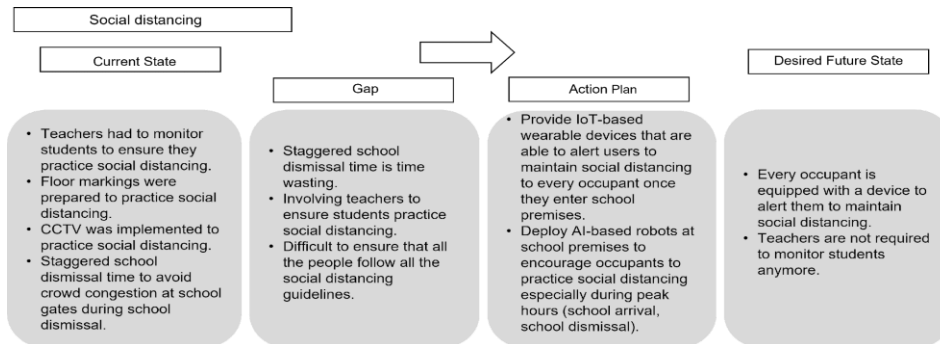 Social distancing
Current State
Gap
Action Plan
Desired Future State
• Teachers had to monitor
students to ensure they
practice social distancing.
• Floor markings were
prepared to practice social
distancing.
• CCTV was implemented to
practice social distancing.
• Staggered school
dismissal time to avoid
crowd congestion at school
gates during school
dismissal.
• Staggered school
dismissal time is time
wasting.
• Involving teachers to
ensure students practice
social distancing.
• Difficult to ensure that all
the people follow all the
social distancing
guidelines.
• Provide IoT-based
wearable devices that are
able to alert users to
maintain social distancing
to every occupant once
they enter school
premises.
• Deploy AI-based robots at
school premises to
encourage occupants to
practice social distancing
especially during peak
hours (school arrival,
school dismissal).
• Every occupant is
equipped with a device to
alert them to maintain
social distancing.
• Teachers are not required
to monitor students
anymore.